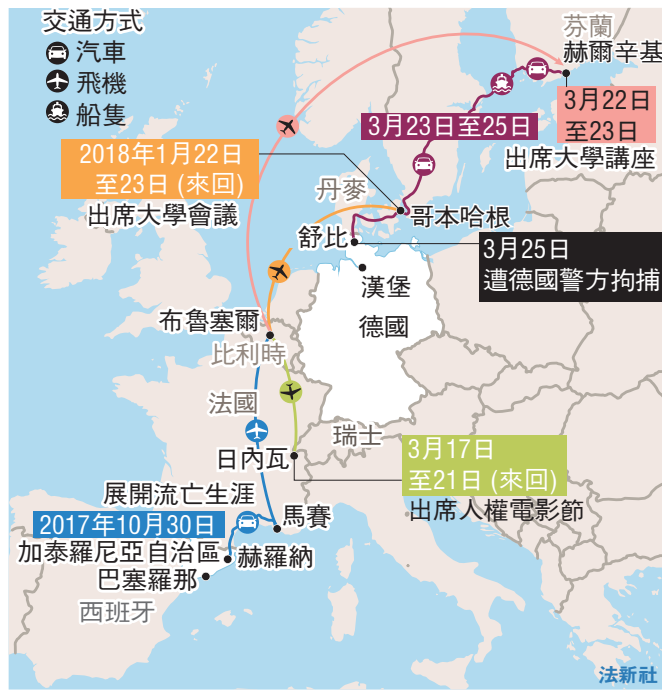 交通方式
汽車
飛機
船隻
芬蘭
赫爾辛基
3月22日
至23日
出席大學講座
3月23日至25日
2018年1月22日
至23日 (來回)
出席大學會議
丹麥
哥本哈根
舒比
3月25日
遭德國警方拘捕
漢堡
德國
布魯塞爾
比利時
法國
瑞士
日內瓦
3月17日
至21日 (來回)
出席人權電影節
展開流亡生涯
2017年10月30日
馬賽
加泰羅尼亞自治區
赫羅納
巴塞羅那
西班牙
法新社